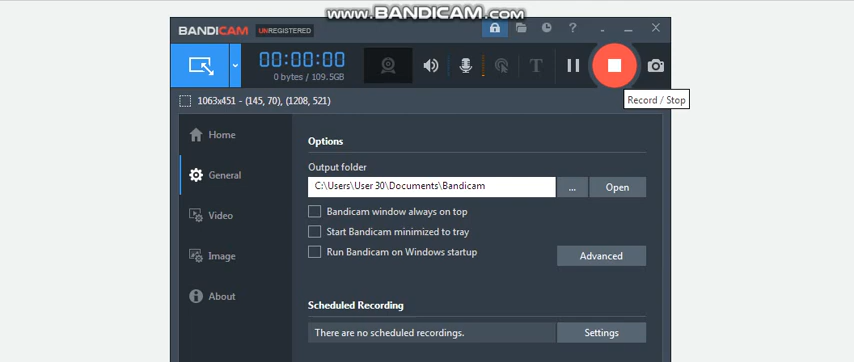 www.BANDICAM.com
BANDICAM UNREGISTERED
00:00:00
0 bytes / 109.5GB
T
Record / Stop
1063x451 - (145, 70), (1208, 521)
Home
General
Video
Image
About
Options
Output folder
C:\Users\User 30\Documents\Bandicam ... Open
Bandicam window always on top
Start Bandicam minimized to tray
Run Bandicam on Windows startup
Advanced
Scheduled Recording
There are no scheduled recordings. Settings